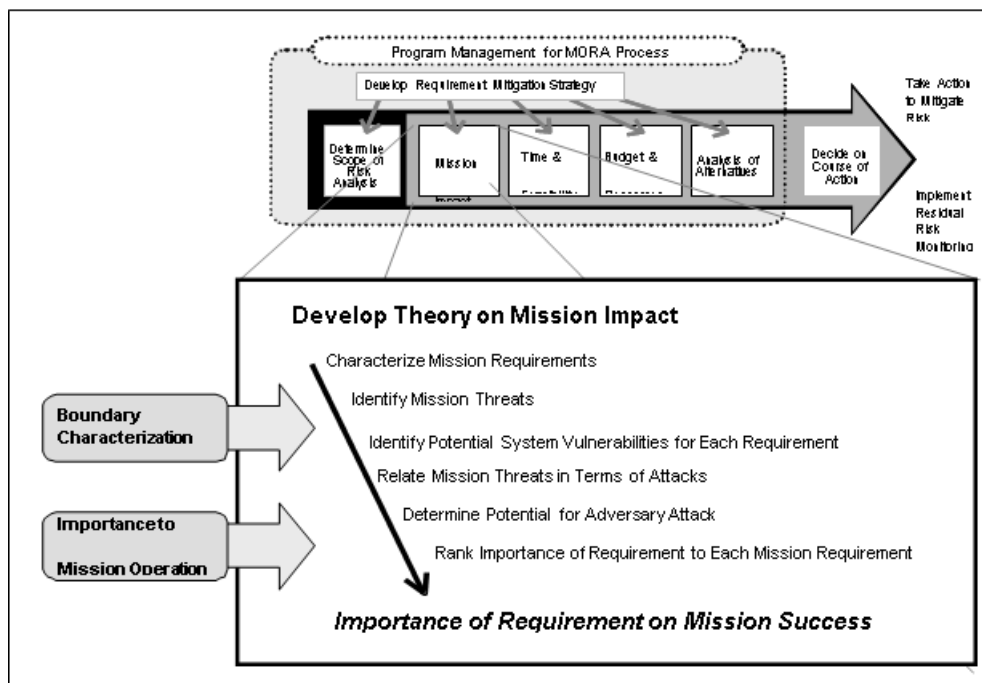 Program Management for MORA Process
Develop Requirement Mitigation Strategy
Take Action
to Mitigate
Risk
Determine
Scope of
Risk
Analysis
Mission
Impact
Time &
Budget &
Analysis of
Alternatives
Decide on
Course of
Action
Implement
Residual
Risk
Monitoring
Develop Theory on Mission Impact
Characterize Mission Requirements
Identify Mission Threats
Boundary
Characterization
Identify Potential System Vulnerabilities for Each Requirement
Relate Mission Threats in Terms of Attacks
Importance to
Mission Operation
Determine Potential for Adversary Attack
Rank Importance of Requirement to Each Mission Requirement
Importance of Requirement on Mission Success